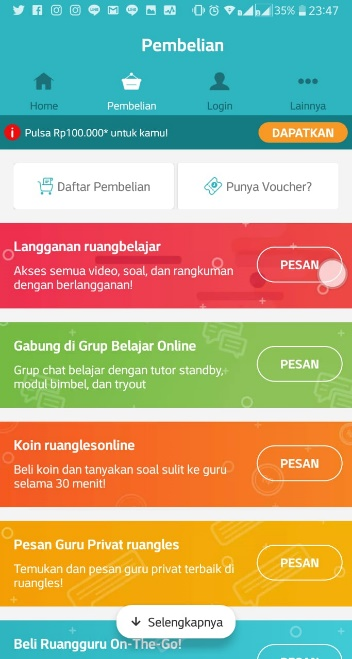 35% 23:47
Pembelian
Home Pembelian Login Lainnya
i Pulsa Rp100.000* untuk kamu! DAPATKAN
Daftar Pembelian Punya Voucher?
Langganan ruangbelajar
Akses semua video, soal, dan rangkuman
dengan berlangganan!
PESAN
Gabung di Grup Belajar Online
Grup chat belajar dengan tutor standby,
modul bimbel, dan tryout
PESAN
Koin ruanglesonline
Beli koin dan tanyakan soal sulit ke guru
selama 30 menit!
PESAN
Pesan Guru Privat ruangles
Temukan dan pesan guru privat terbaik di
ruangles!
PESAN
Selengkapnya
Beli Ruangguru On-The-Go!
PESAN